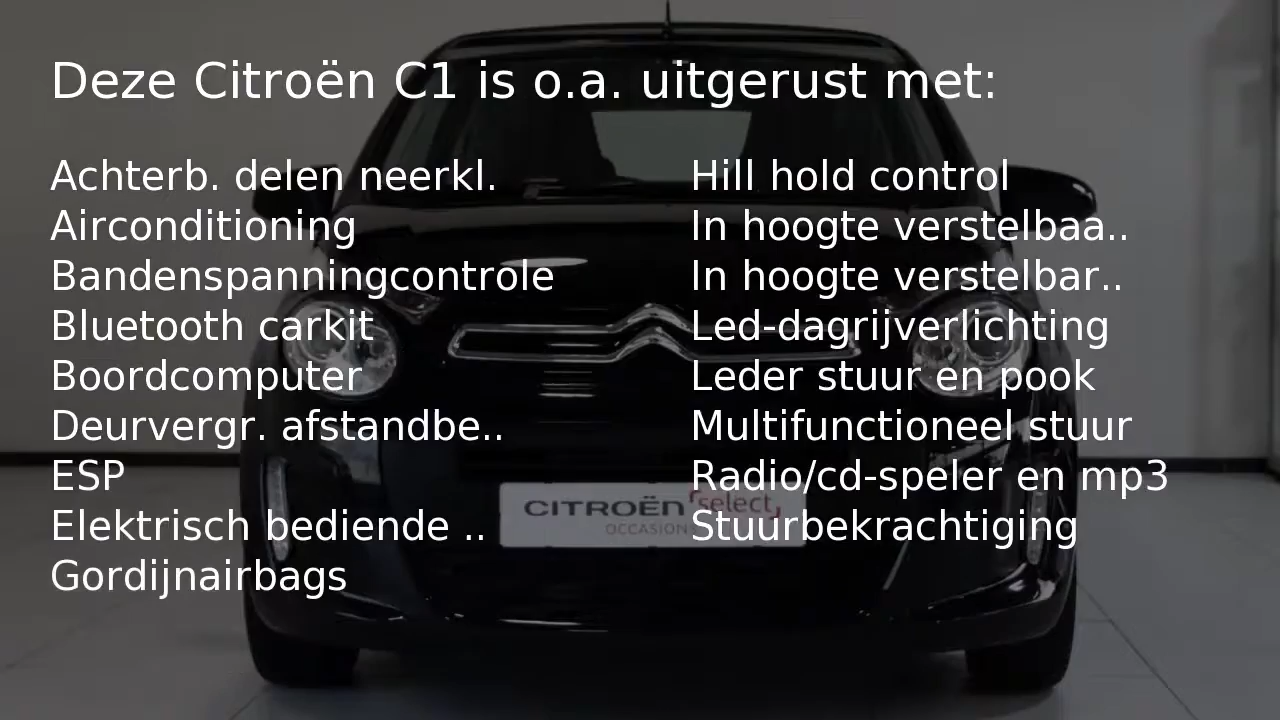 Deze Citroën C1 is o.a. uitgerust met:
Achterb. delen neerkl.
Airconditioning
Bandenspanningcontrole
Bluetooth carkit
Boordcomputer
Deurvergr. afstandbe..
ESP
Elektrisch bediende ..
Gordijnairbags
Hill hold control
In hoogte verstelbaa..
In hoogte verstelbar..
Led-dagrijverlichting
Leder stuur en pook
Multifunctioneel stuur
Radio/cd-speler en mp3
Stuurbekrachtiging
CITROËN select
OCCASIONS